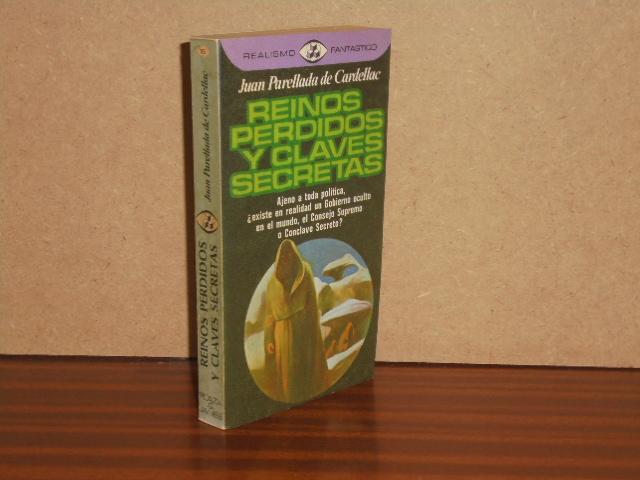 REALISMO FANTASTICO
Juan Parellada de Cardellac
REINOS
PERDIDOS
Y CLAVES
SECRETAS
Ajeno a toda política,
¿existe en realidad un Gobierno oculto
en el mundo, el Consejo Supremo
o Conclave Secreto?
Juan Parellada de Cardellac
REINOS PERDIDOS
Y CLAVES SECRETAS